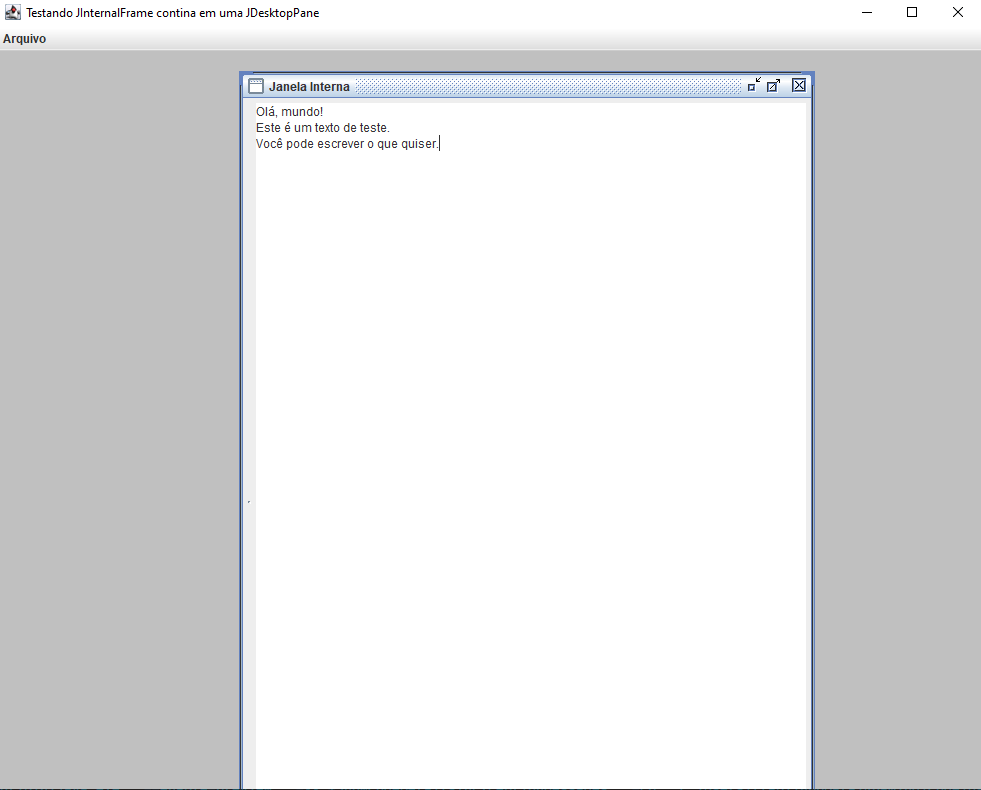 Testando JInternalFrame contina em uma JDesktopPane
Arquivo
Janela Interna
Olá, mundo!
Este é um texto de teste.
Você pode escrever o que quiser.